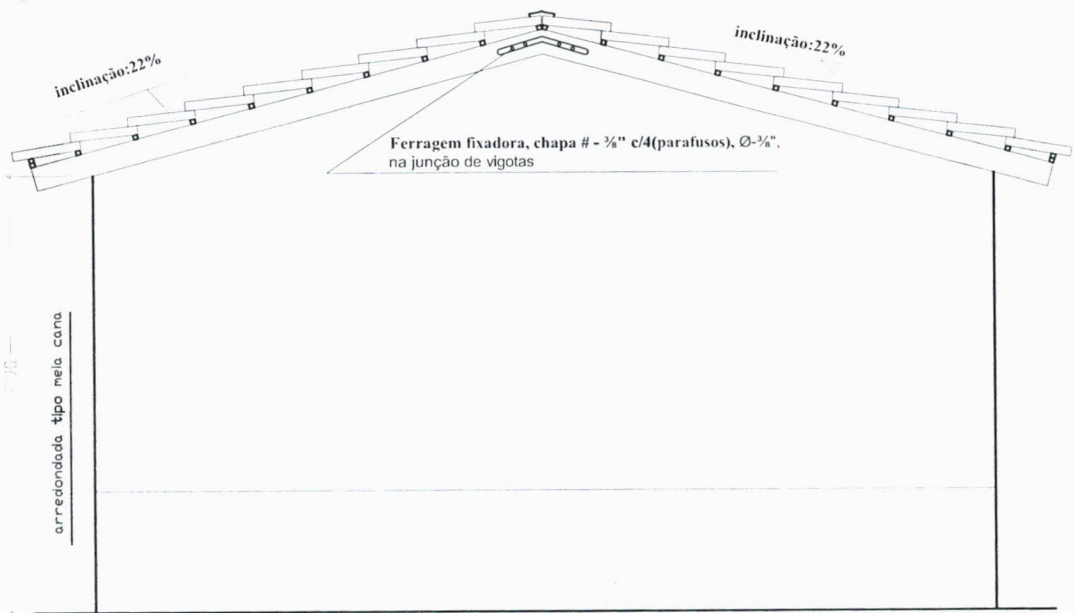 inclinação:22%
inclinação:22%
Ferragem fixadora, chapa # - ⅜" c/4(parafusos), Ø-⅜",
na junção de vigotas
arredondada tipo meia cana